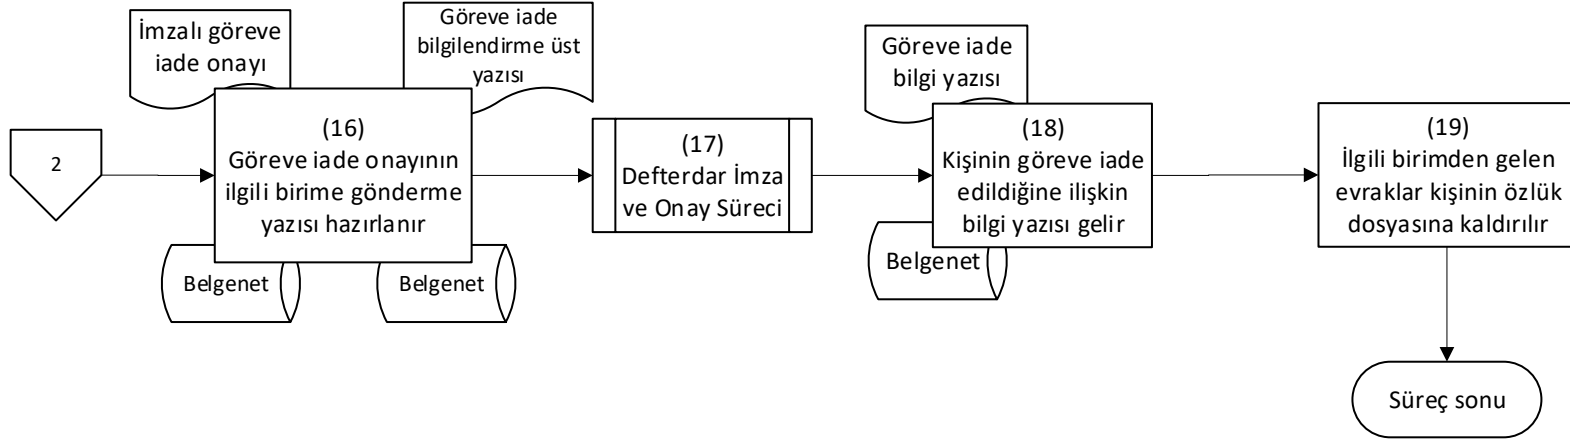 2
İmzalı göreve
iade onayı
Göreve iade
bilgilendirme üst
yazısı
(16)
Göreve iade onayının
ilgili birime gönderme
yazısı hazırlanır
Belgenet
Belgenet
(17)
Defterdar İmza
ve Onay Süreci
Göreve iade
bilgi yazısı
(18)
Kişinin göreve iade
edildiğine ilişkin
bilgi yazısı gelir
Belgenet
(19)
İlgili birimden gelen
evraklar kişinin özlük
dosyasına kaldırılır
Süreç sonu